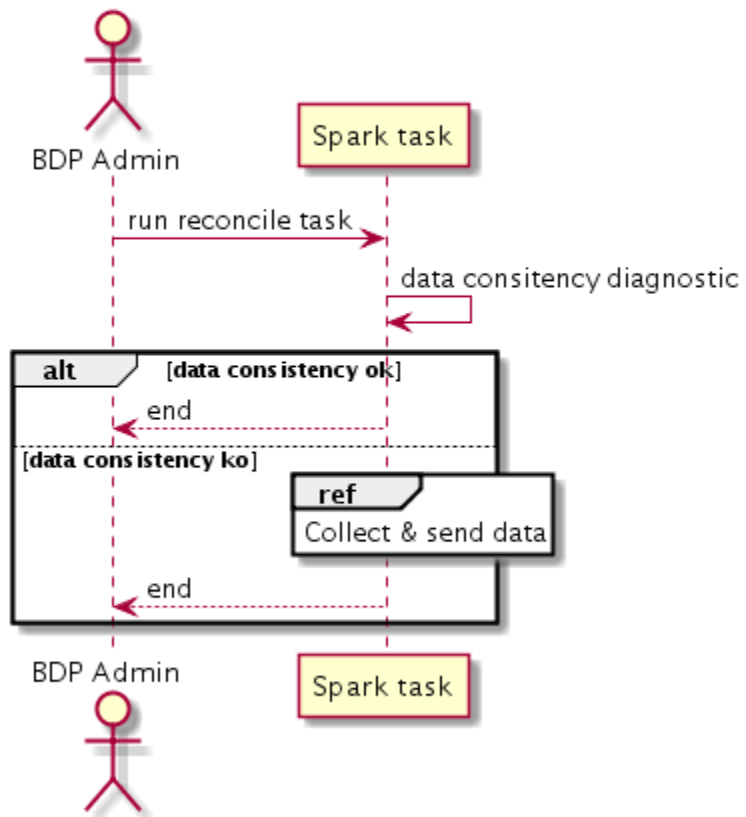 BDP Admin
Spark task
run reconcile task
data consitency diagnostic
alt [data consistency ok]
end
[data consistency ko]
ref
Collect & send data
end
BDP Admin
Spark task